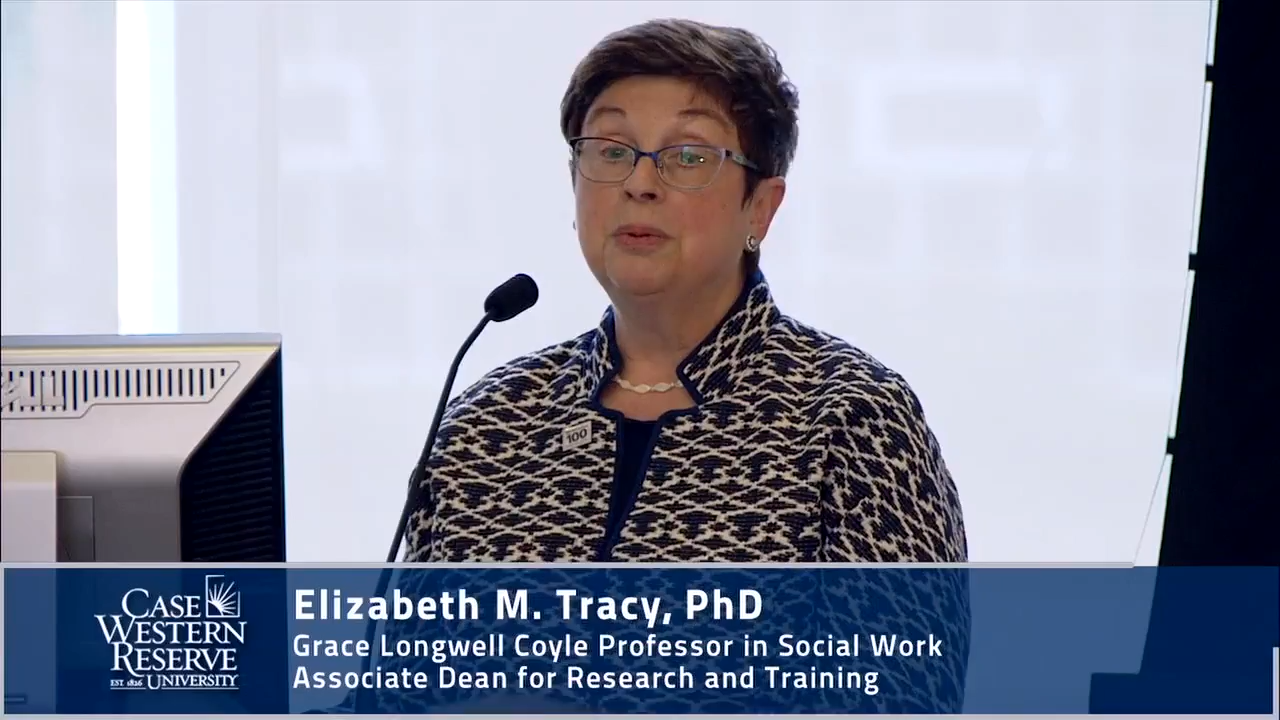 100
CASE
WESTERN
RESERVE
EST. 1826 UNIVERSITY
Elizabeth M. Tracy, PhD
Grace Longwell Coyle Professor in Social Work
Associate Dean for Research and Training